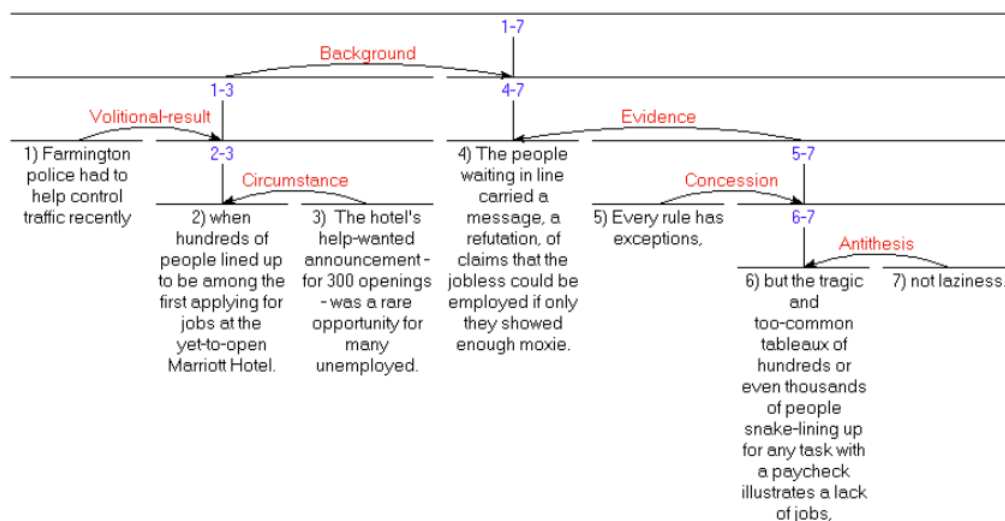 1-7
Background
1-3
4-7
Volitional-result
Evidence
1) Farmington
police had to
help control
traffic recently
2-3
Circumstance
2) when
hundreds of
people lined up
to be among the
first applying for
jobs at the
yet-to-open
Marriott Hotel.
3) The hotel's
help-wanted
announcement -
for 300 openings
- was a rare
opportunity for
many
unemployed.
4) The people
waiting in line
carried a
message, a
refutation, of
claims that the
jobless could be
employed if only
they showed
enough moxie.
5-7
Concession
5) Every rule has
exceptions,
6-7
Antithesis
6) but the tragic
and
too-common
tableaux of
hundreds or
even thousands
of people
snake-lining up
for any task with
a paycheck
illustrates a lack
of jobs,
7) not laziness.